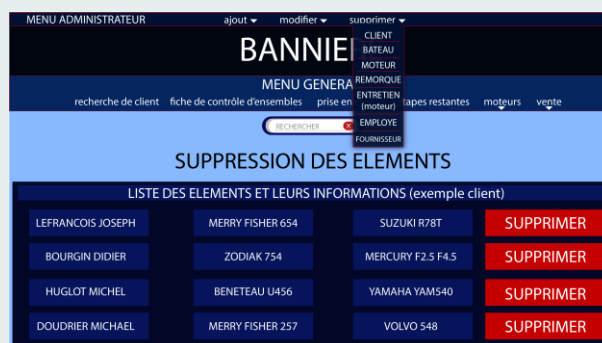 MENU ADMINISTRATEUR ajout modifier supprimer
CLIENT
BATEAU
MOTEUR
REMORQUE
ENTRETIEN
(moteur)
EMPLOYE
FOURNISSEUR
BANNIE
MENU GENERA
recherche de client fiche de contrôle d'ensembles prise en tapes restantes moteurs vente
RECHERCHER
SUPPRESSION DES ELEMENTS
LISTE DES ELEMENTS ET LEURS INFORMATIONS (exemple client)
LEFRANCOIS JOSEPH MERRY FISHER 654 SUZUKI R78T SUPPRIMER
BOURGIN DIDIER ZODIAK 754 MERCURY F2.5 F4.5 SUPPRIMER
HUGLOT MICHEL BENETEAU U456 YAMAHA YAM540 SUPPRIMER
DOUDRIER MICHAEL MERRY FISHER 257 VOLVO 548 SUPPRIMER